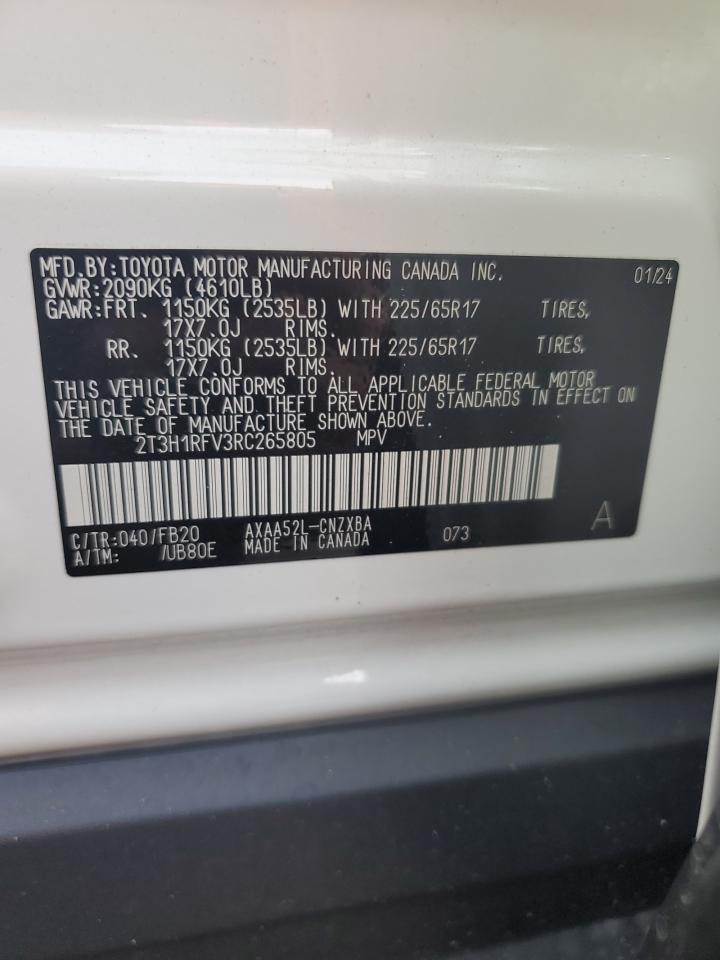 MFD.BY:TOYOTA MOTOR MANUFACTURING CANADA INC. 01/24
GVWR:2090KG (4610LB)
GAWR:FRT. 1150KG (2535LB) WITH 225/65R17 TIRES,
17X7.0J RIMS.
RR. 1150KG (2535LB) WITH 225/65R17 TIRES,
17X7.0J RIMS.
THIS VEHICLE CONFORMS TO ALL APPLICABLE FEDERAL MOTOR
VEHICLE SAFETY AND THEFT PREVENTION STANDARDS IN EFFECT ON
THE DATE OF MANUFACTURE SHOWN ABOVE.
2T3H1RFV3RC265805 MPV
C/TR:040/FB20 AXAA52L-CNZXBA 073 A
A/TM: /UB80E MADE IN CANADA